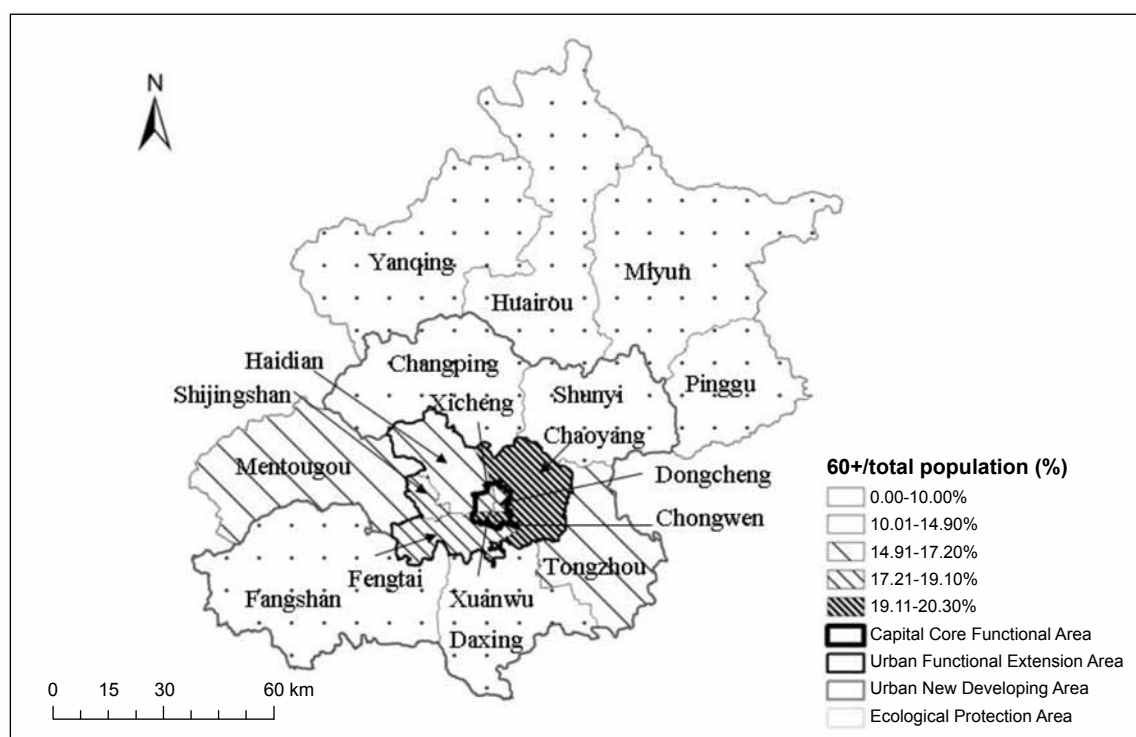 N
Yanqing
Miyun
Huairou
Haidian
Changping
Pinggu
Shijingshan
Xicheng
Shunyi
Chaoyang
Mentougou
Dongcheng
Chongwen
Tongzhou
Fengtai
Fangshan
Xuanwu
Daxing
0 15 30 60 km
60+/total population (%)
0.00-10.00%
10.01-14.90%
14.91-17.20%
17.21-19.10%
19.11-20.30%
Capital Core Functional Area
Urban Functional Extension Area
Urban New Developing Area
Ecological Protection Area